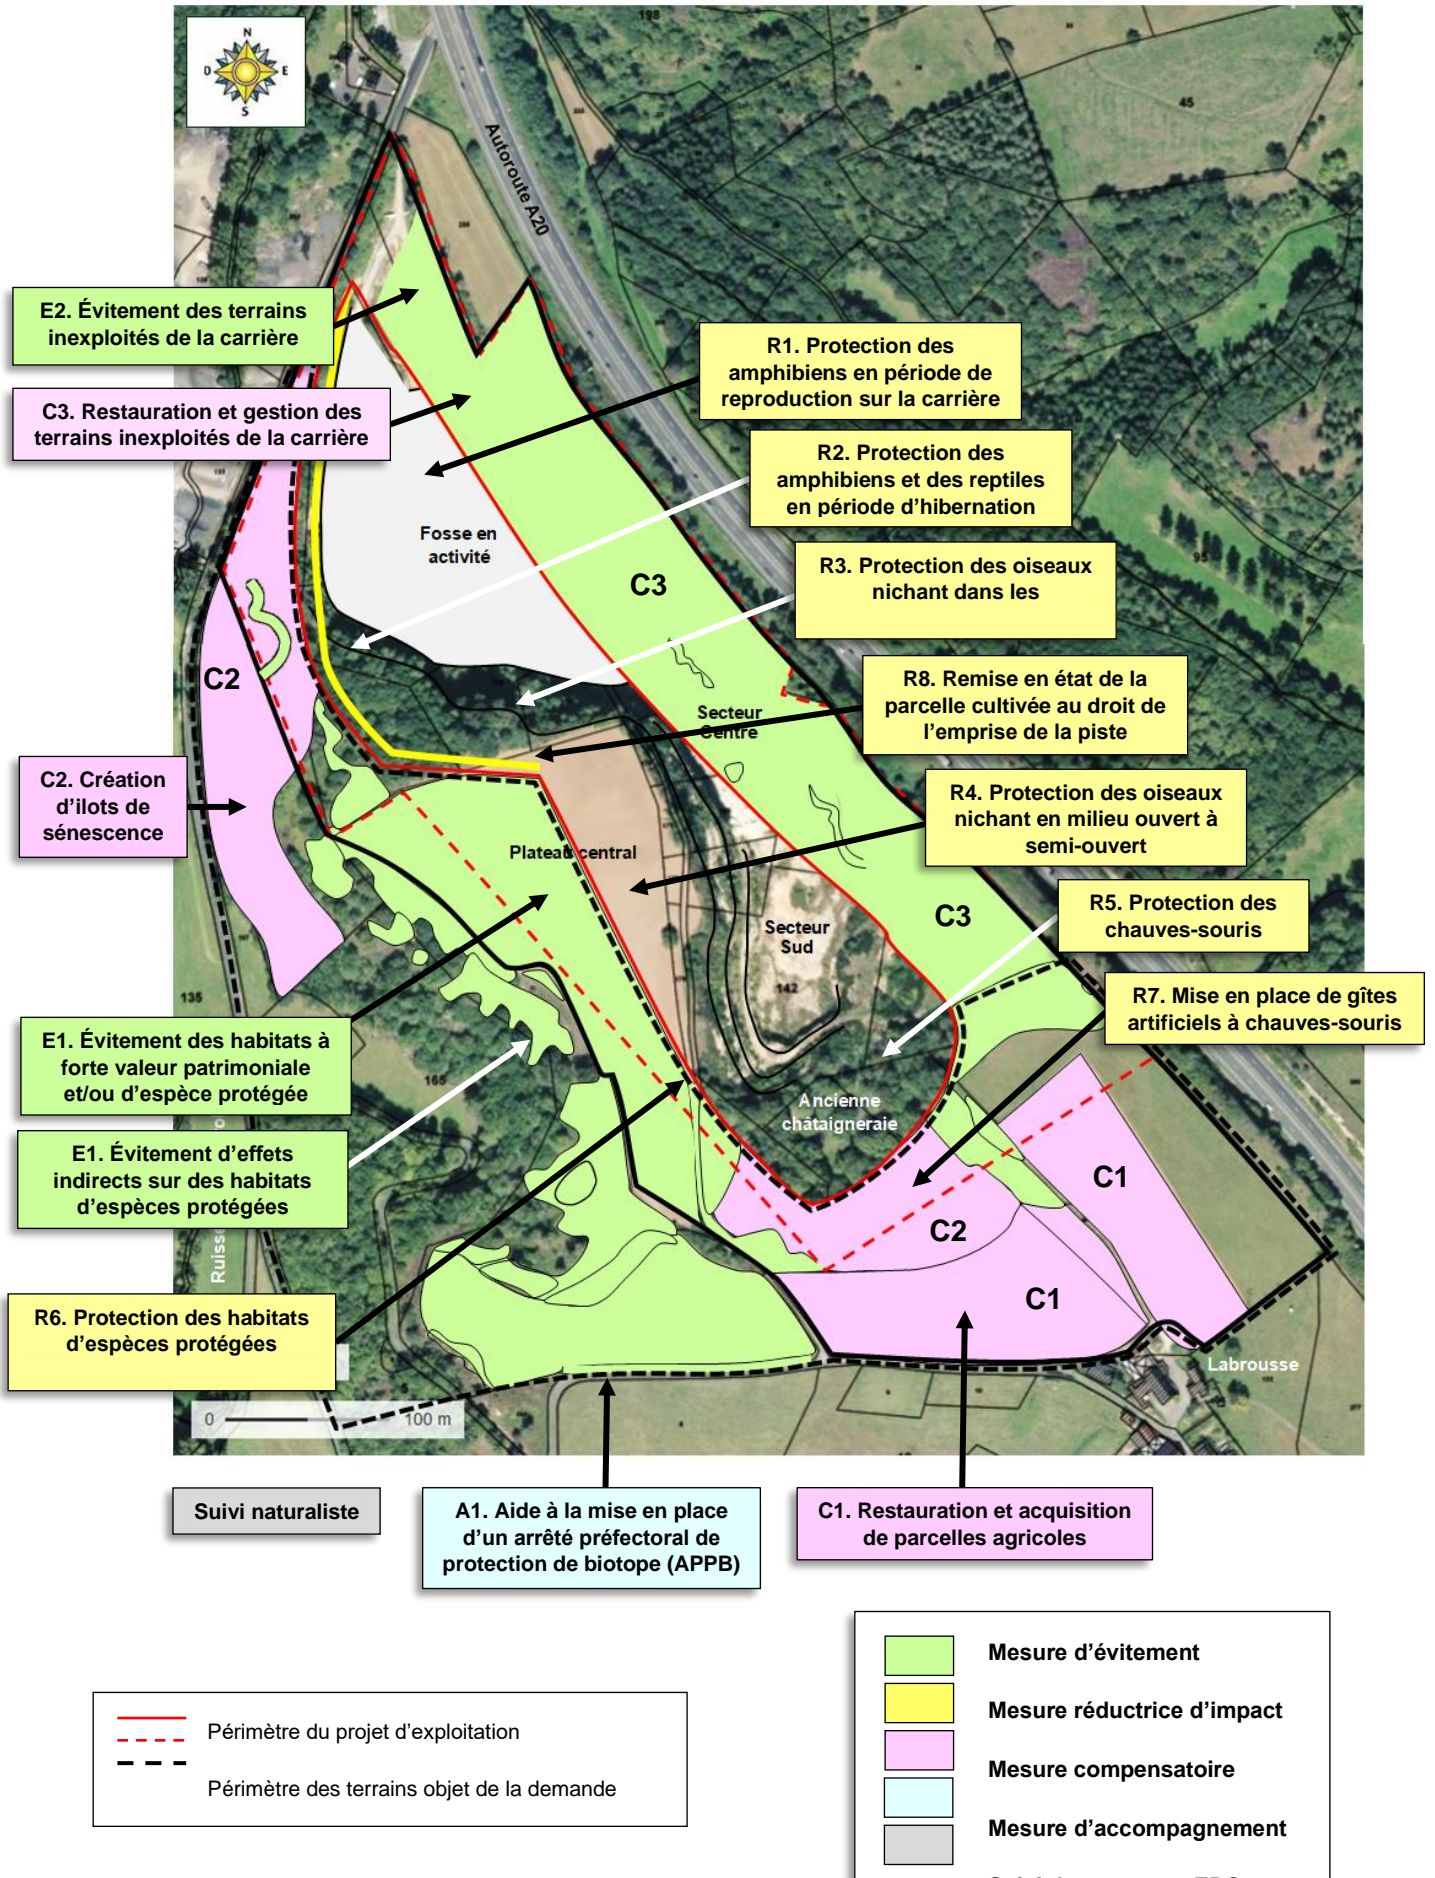 N
O E
S
198
45
Autoroute A20
E2. Évitement des terrains
inexploités de la carrière
R1. Protection des
amphibiens en période de
reproduction sur la carrière
C3. Restauration et gestion des
terrains inexploités de la carrière
R2. Protection des
amphibiens et des reptiles
en période d'hibernation
Fosse en
activité
95
R3. Protection des oiseaux
nichant dans les
C3
C2
R8. Remise en état de la
parcelle cultivée au droit de
l'emprise de la piste
Secteur
Centre
C2. Création
d'ilots de
sénescence
R4. Protection des oiseaux
nichant en milieu ouvert à
semi-ouvert
Plateau central
R5. Protection des
chauves-souris
C3
Secteur
Sud
142
135
R7. Mise en place de gîtes
artificiels à chauves-souris
E1. Évitement des habitats à
forte valeur patrimoniale
et/ou d'espèce protégée
165
Ancienne
châtaigneraie
E1. Évitement d'effets
indirects sur des habitats
d'espèces protégées
C1
C2
Ruisse
R6. Protection des habitats
d'espèces protégées
C1
Labrousse
0 100 m
Suivi naturaliste
A1. Aide à la mise en place
d'un arrêté préfectoral de
protection de biotope (APPB)
C1. Restauration et acquisition
de parcelles agricoles
Mesure d'évitement
Mesure réductrice d'impact
Mesure compensatoire
Mesure d'accompagnement
Périmètre du projet d'exploitation
Périmètre des terrains objet de la demande